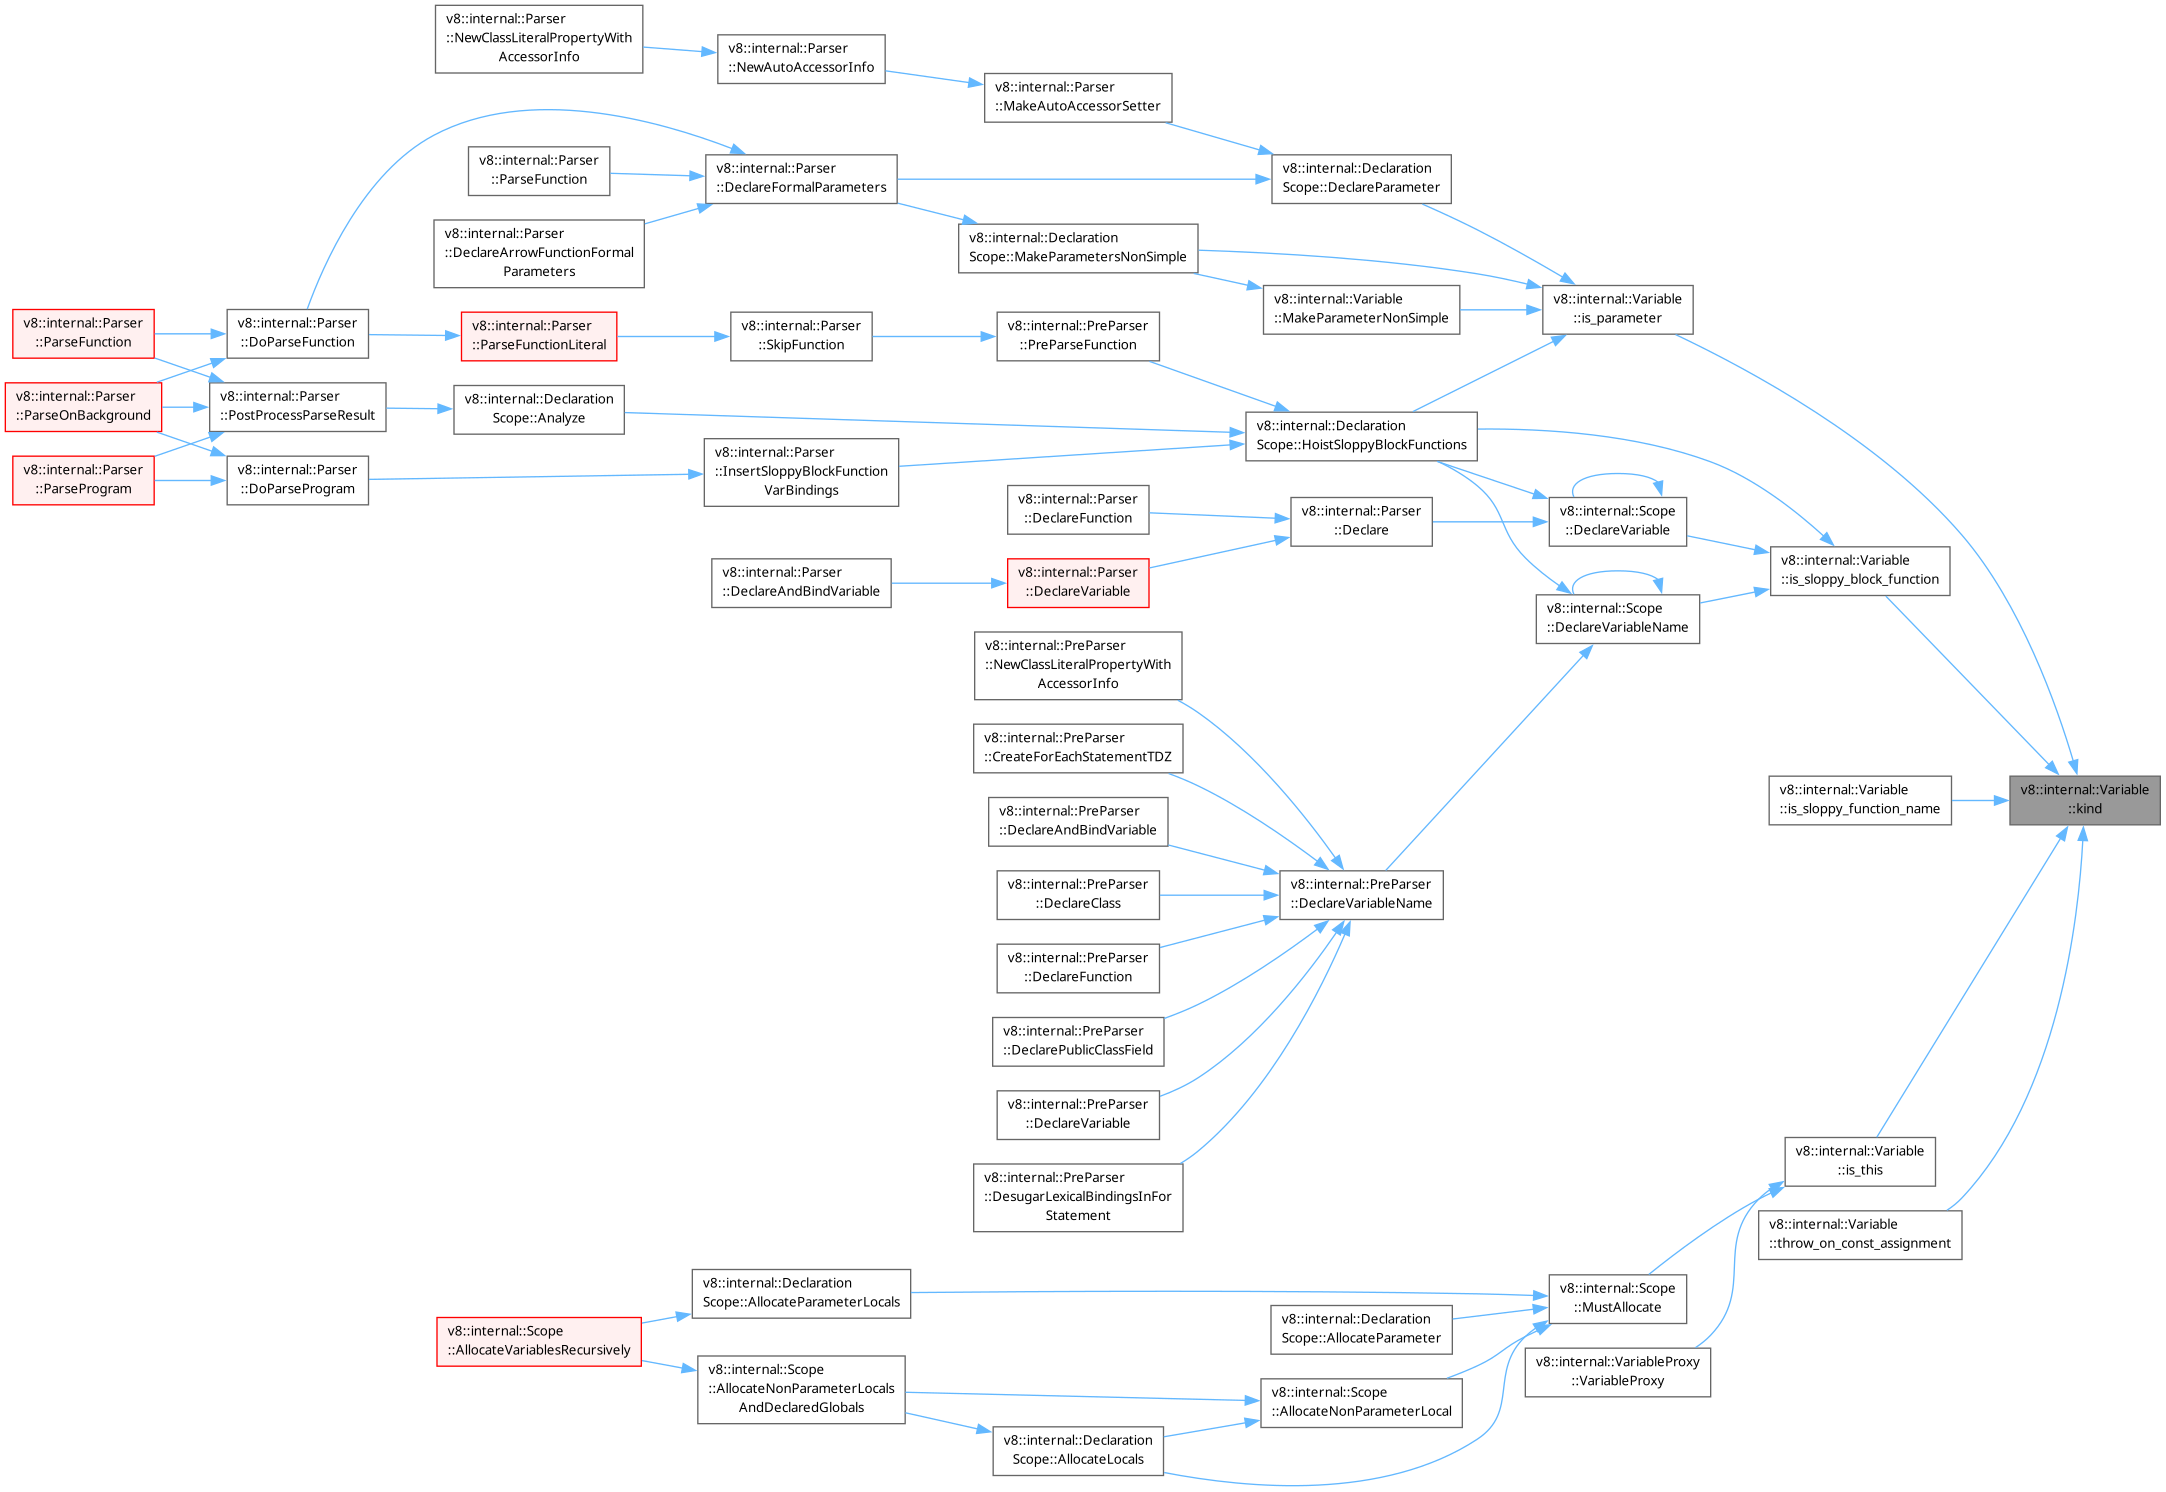 v8::internal::Parser
::NewClassLiteralPropertyWith
AccessorInfo
v8::internal::Parser
::NewAutoAccessorInfo
v8::internal::Parser
::MakeAutoAccessorSetter
v8::internal::Parser
::ParseFunction
v8::internal::Parser
::DeclareFormalParameters
v8::internal::Declaration
Scope::DeclareParameter
v8::internal::Parser
::DeclareArrowFunctionFormal
Parameters
v8::internal::Declaration
Scope::MakeParametersNonSimple
v8::internal::Variable
::MakeParameterNonSimple
v8::internal::Variable
::is_parameter
v8::internal::Parser
::ParseFunction
v8::internal::Parser
::DoParseFunction
v8::internal::Parser
::ParseFunctionLiteral
v8::internal::Parser
::SkipFunction
v8::internal::PreParser
::PreParseFunction
v8::internal::Parser
::ParseOnBackground
v8::internal::Parser
::PostProcessParseResult
v8::internal::Declaration
Scope::Analyze
v8::internal::Declaration
Scope::HoistSloppyBlockFunctions
v8::internal::Parser
::ParseProgram
v8::internal::Parser
::DoParseProgram
v8::internal::Parser
::InsertSloppyBlockFunction
VarBindings
v8::internal::Parser
::DeclareFunction
v8::internal::Parser
::Declare
v8::internal::Scope
::DeclareVariable
v8::internal::Parser
::DeclareAndBindVariable
v8::internal::Parser
::DeclareVariable
v8::internal::Variable
::is_sloppy_block_function
v8::internal::Scope
::DeclareVariableName
v8::internal::PreParser
::NewClassLiteralPropertyWith
AccessorInfo
v8::internal::PreParser
::CreateForEachStatementTDZ
v8::internal::Variable
::is_sloppy_function_name
v8::internal::Variable
::kind
v8::internal::PreParser
::DeclareAndBindVariable
v8::internal::PreParser
::DeclareClass
v8::internal::PreParser
::DeclareVariableName
v8::internal::PreParser
::DeclareFunction
v8::internal::PreParser
::DeclarePublicClassField
v8::internal::PreParser
::DeclareVariable
v8::internal::PreParser
::DesugarLexicalBindingsInFor
Statement
v8::internal::Variable
::is_this
v8::internal::Variable
::throw_on_const_assignment
v8::internal::Declaration
Scope::AllocateParameterLocals
v8::internal::Scope
::MustAllocate
v8::internal::Declaration
Scope::AllocateParameter
v8::internal::Scope
::AllocateVariablesRecursively
v8::internal::VariableProxy
::VariableProxy
v8::internal::Scope
::AllocateNonParameterLocals
AndDeclaredGlobals
v8::internal::Scope
::AllocateNonParameterLocal
v8::internal::Declaration
Scope::AllocateLocals